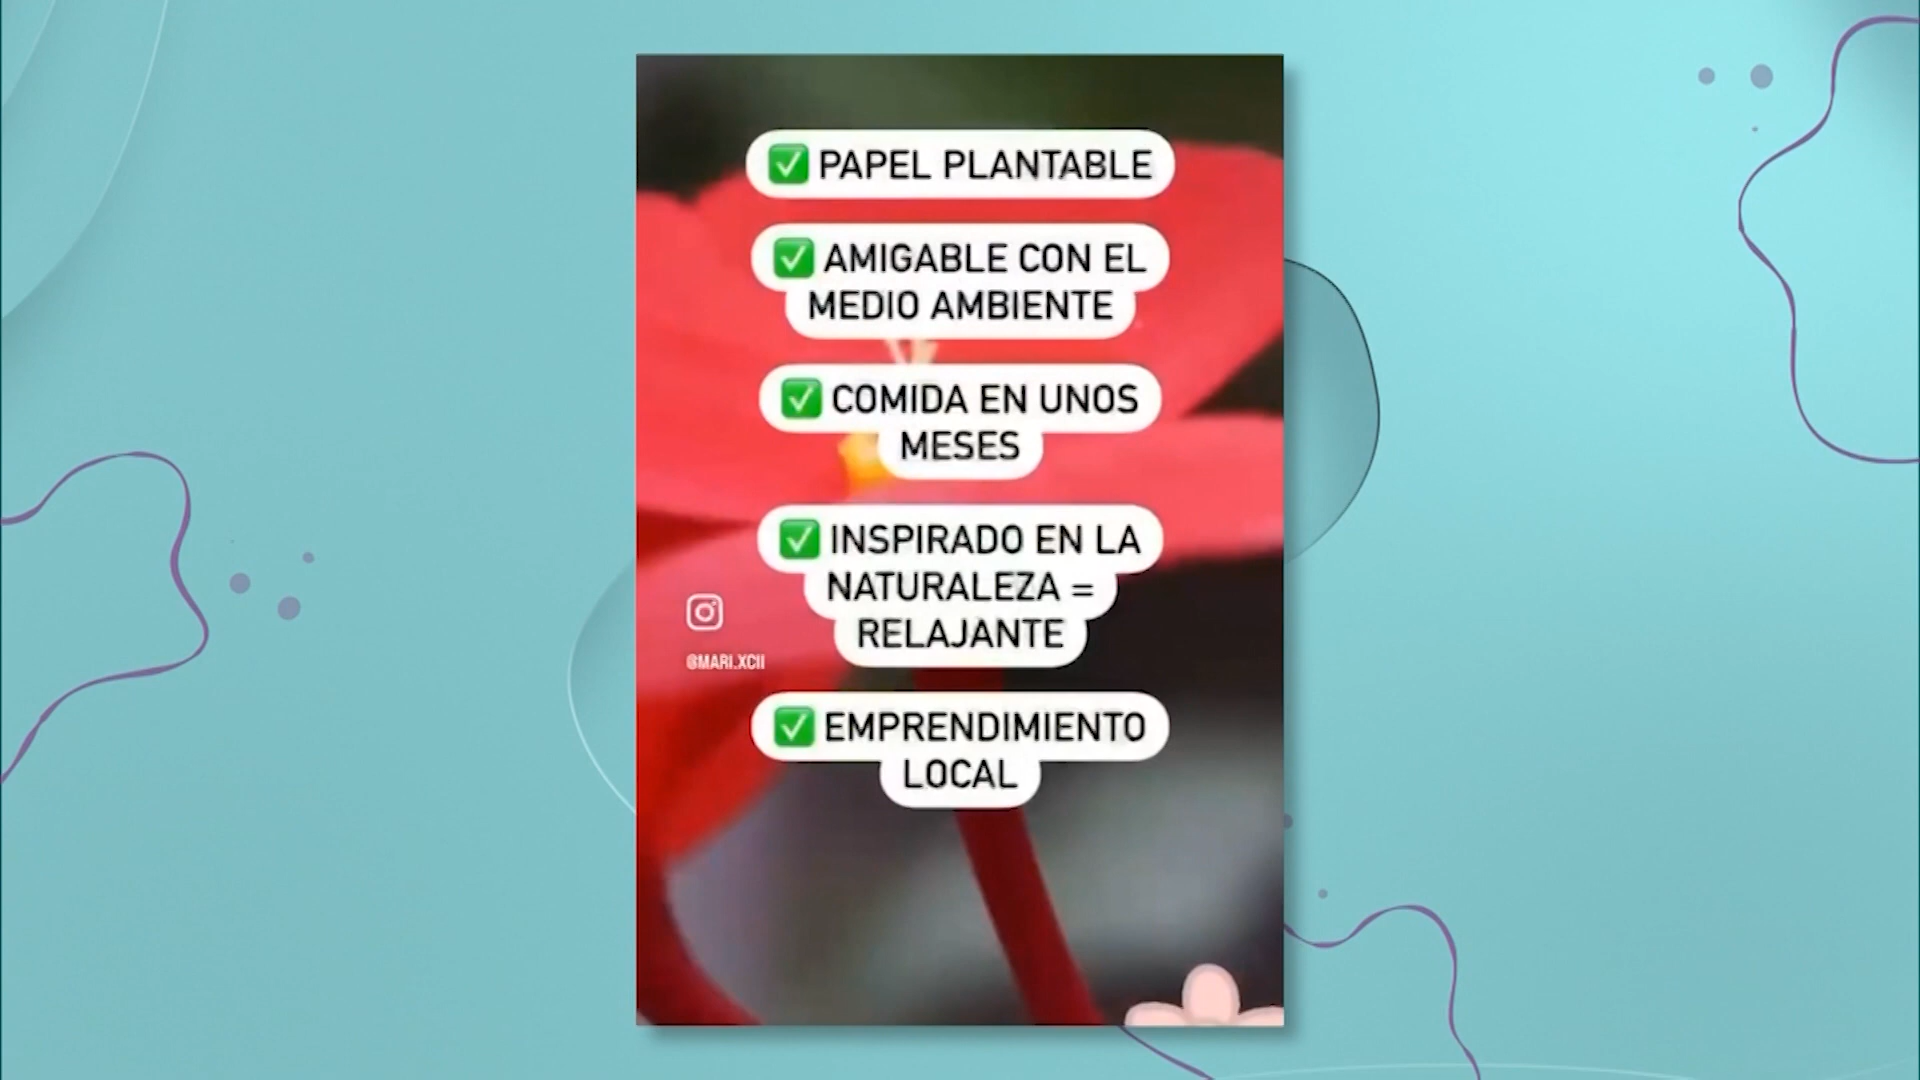 ✅ PAPEL PLANTABLE
✅ AMIGABLE CON EL
MEDIO AMBIENTE
✅ COMIDA EN UNOS
MESES
✅ INSPIRADO EN LA
NATURALEZA =
RELAJANTE
@MARI.XCII
✅ EMPRENDIMIENTO
LOCAL